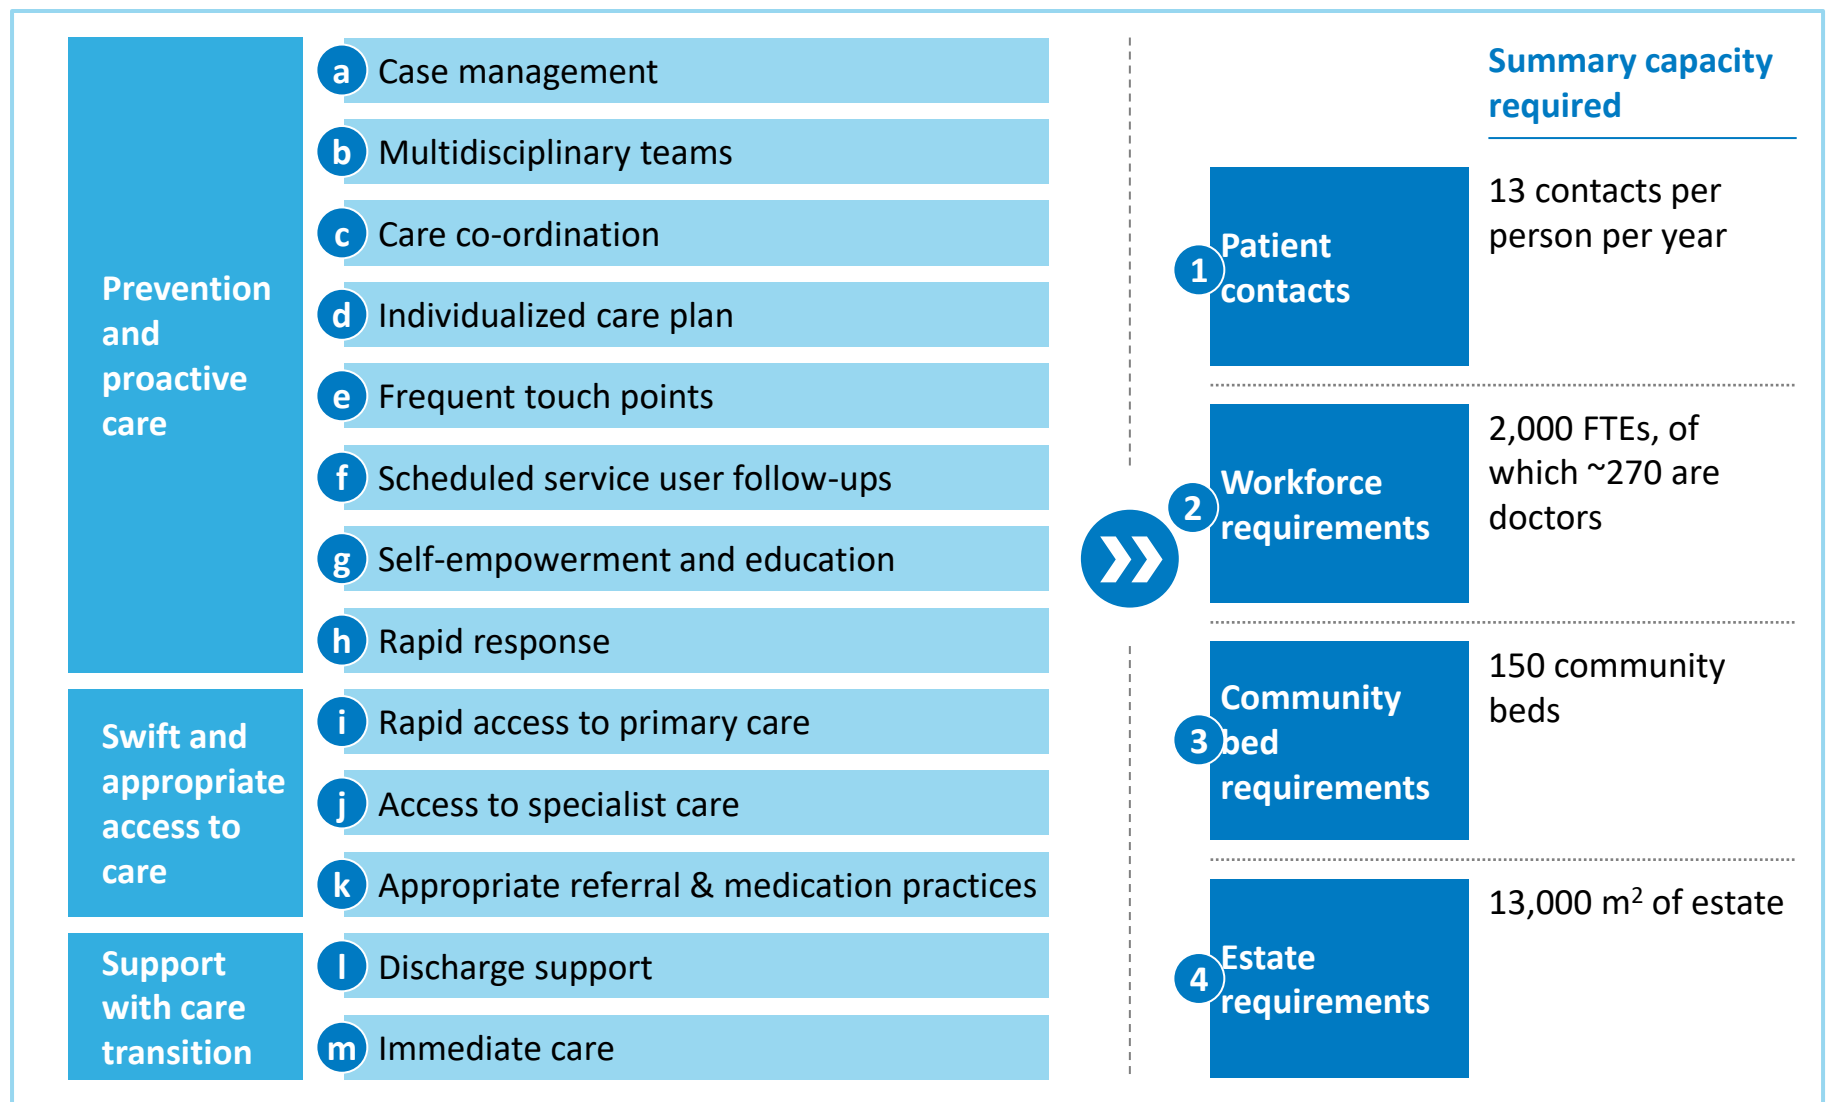 Prevention
and
proactive
care
a Case management
b Multidisciplinary teams
c Care co-ordination
d Individualized care plan
e Frequent touch points
f Scheduled service user follow-ups
g Self-empowerment and education
h Rapid response
Swift and
appropriate
access to
care
i Rapid access to primary care
j Access to specialist care
k Appropriate referral & medication practices
Support
with care
transition
l Discharge support
m Immediate care
Summary capacity
required
1 Patient
contacts
13 contacts per
person per year
2 Workforce
requirements
2,000 FTEs, of
which ~270 are
doctors
3 Community
bed
requirements
150 community
beds
4 Estate
requirements
13,000 m² of estate